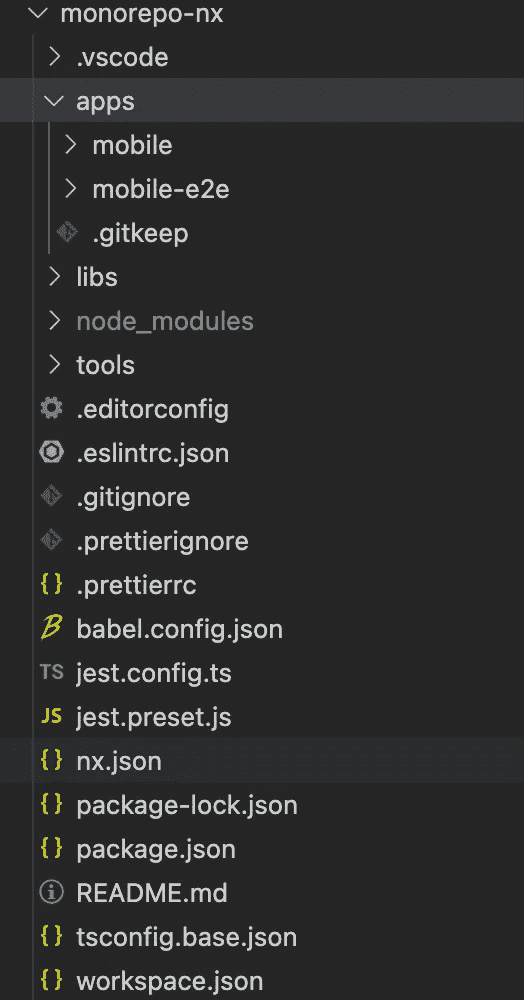 monorepo-nx
.vscode
apps
mobile
mobile-e2e
.gitkeep
libs
node_modules
tools
.editorconfig
.eslintrc.json
.gitignore
.prettierignore
{} .prettierrc
B babel.config.json
TS jest.config.ts
JS jest.preset.js
{} nx.json
{} package-lock.json
{} package.json
README.md
{} tsconfig.base.json
{} workspace.json